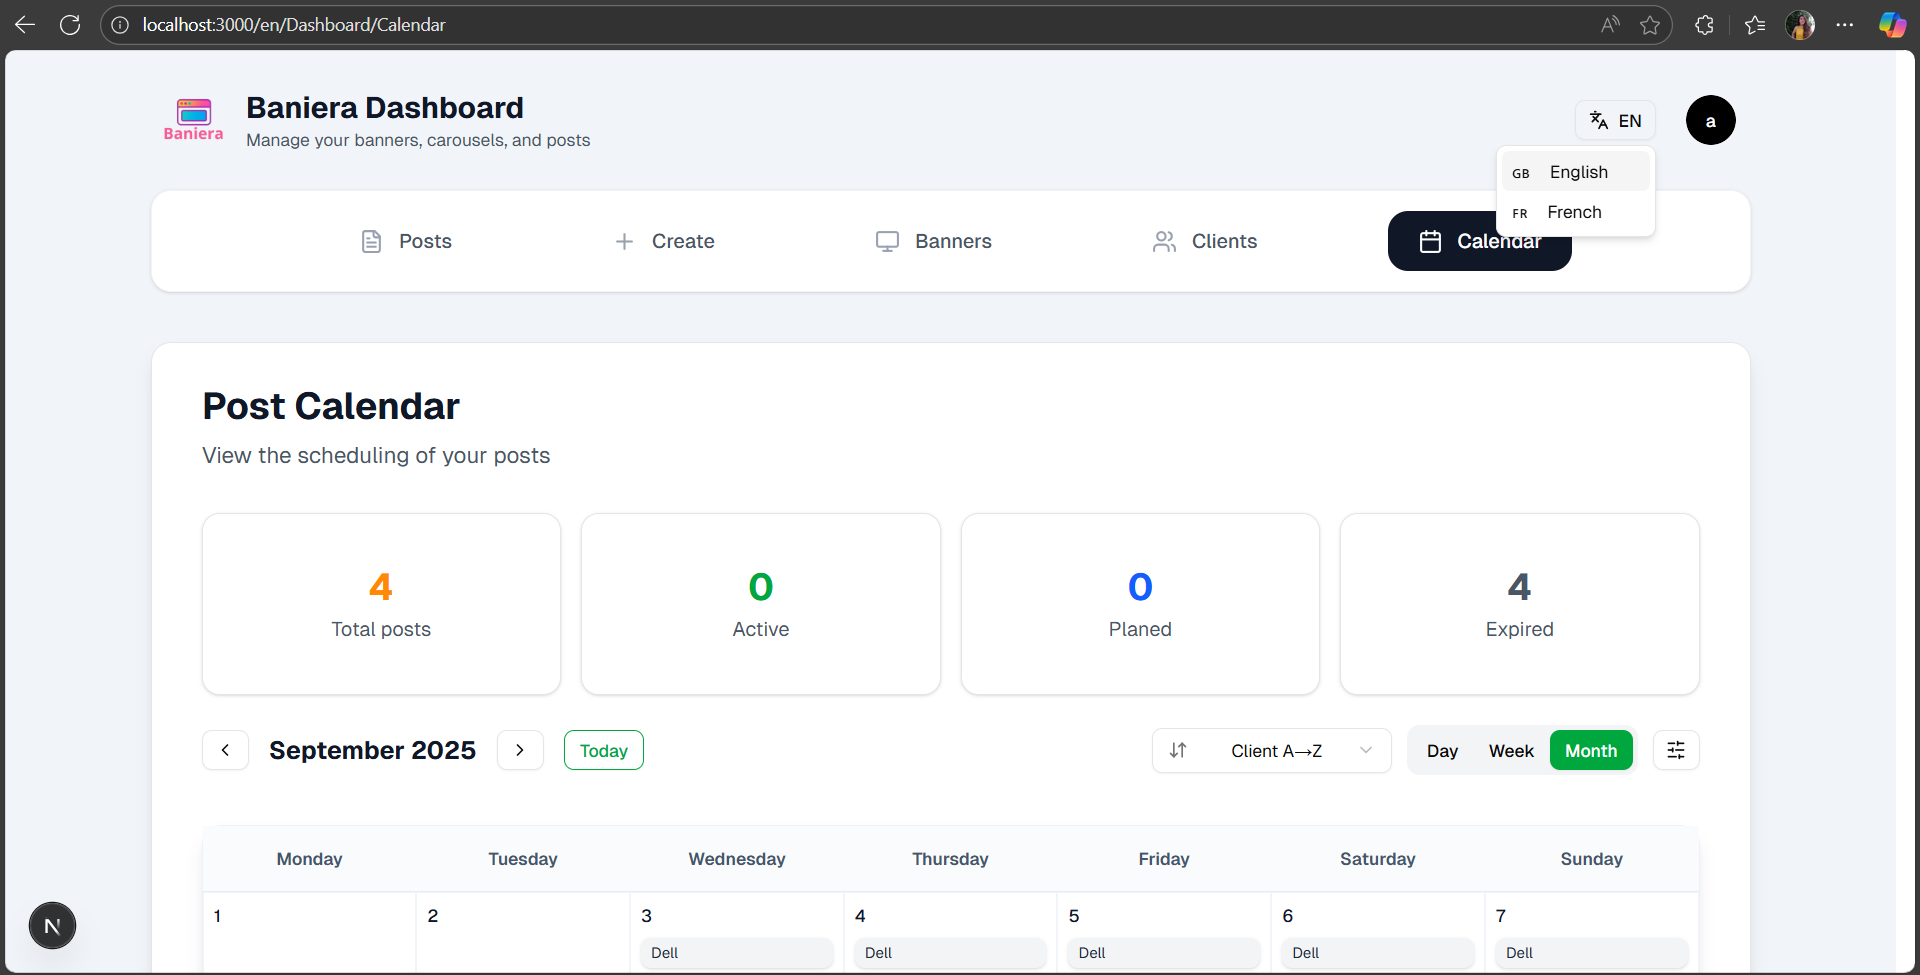 localhost:3000/en/Dashboard/Calendar
Baniera
Baniera Dashboard
Manage your banners, carousels, and posts
EN
a
GB English
FR French
Posts
Create
Banners
Clients
Calendar
Post Calendar
View the scheduling of your posts
4
Total posts
0
Active
0
Planed
4
Expired
September 2025
Today
Client A→Z
Day
Week
Month
Monday Tuesday Wednesday Thursday Friday Saturday Sunday
1 2 3 4 5 6 7
Dell Dell Dell Dell Dell
N